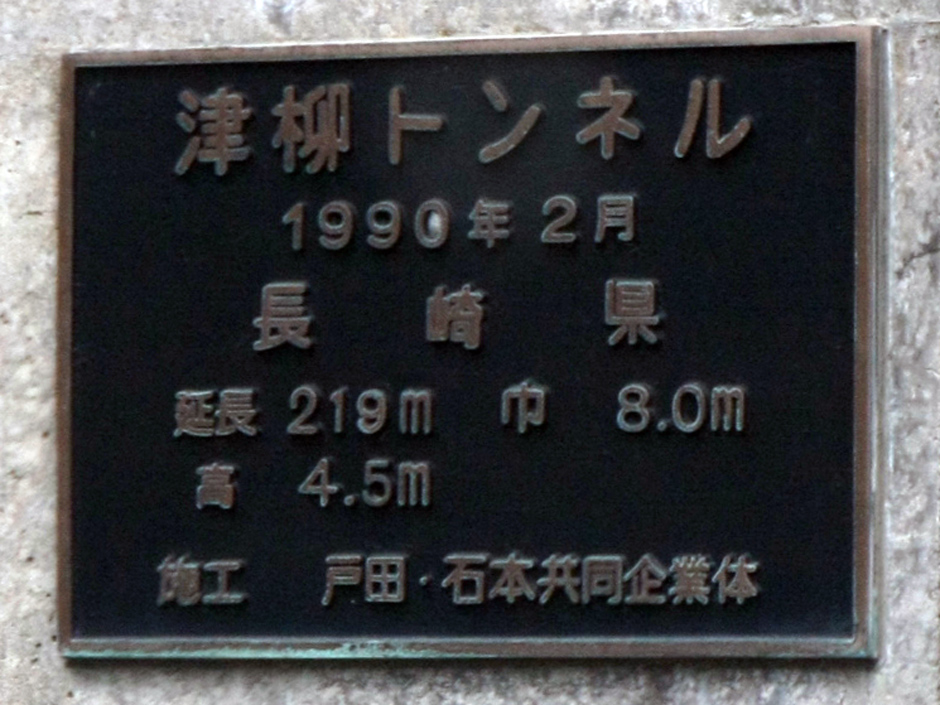 津柳トンネル
1990年2月
長崎県
延長 219m 巾 8.0m
高 4.5m
施工 戸田・石本共同企業体